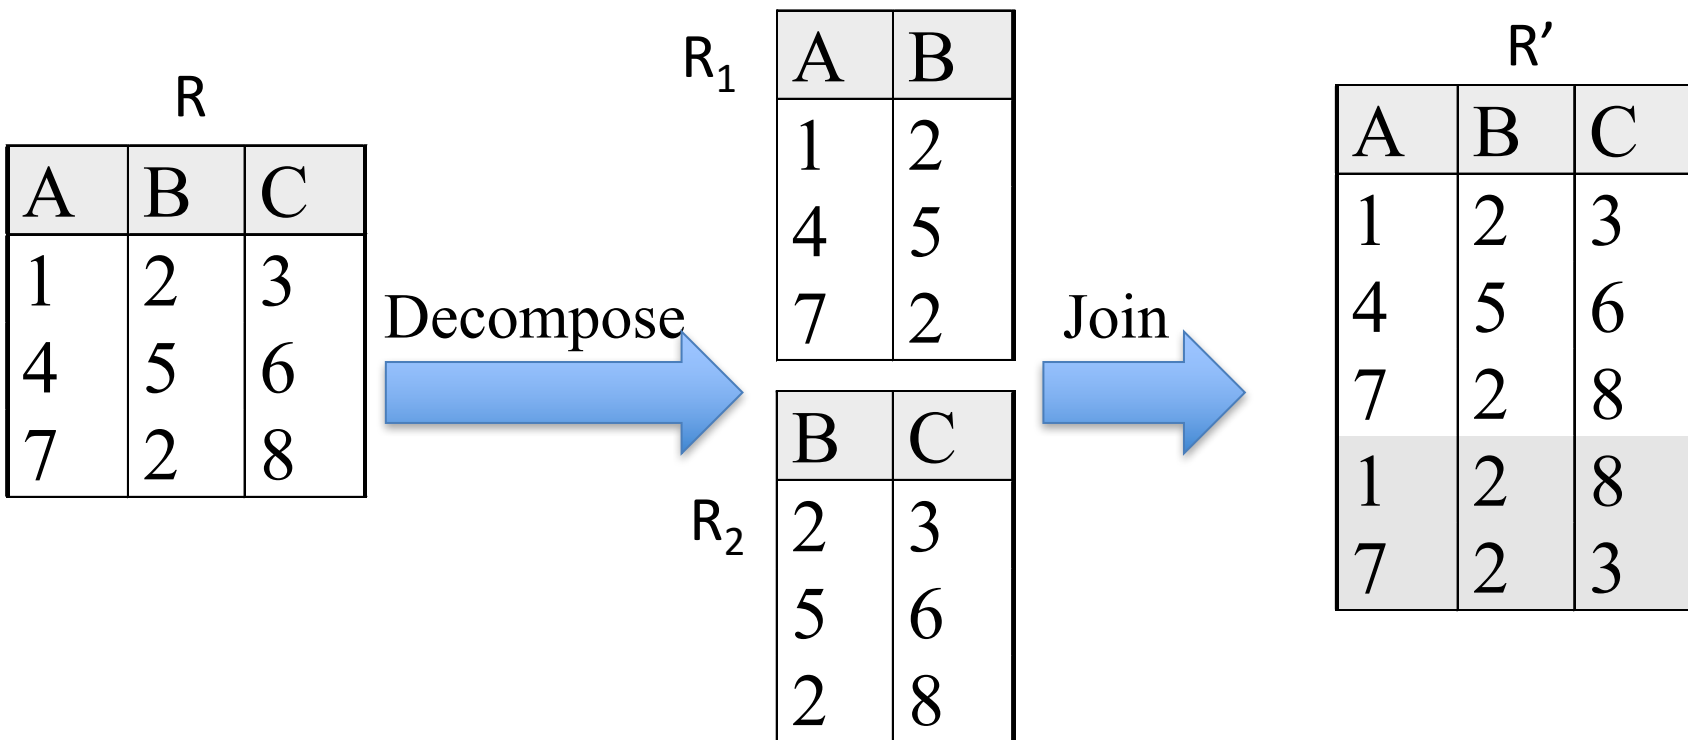 R
A B C
1 2 3
4 5 6
7 2 8
Decompose
R₁
A B
1 2
4 5
7 2
R₂
B C
2 3
5 6
2 8
Join
R’
A B C
1 2 3
4 5 6
7 2 8
1 2 8
7 2 3